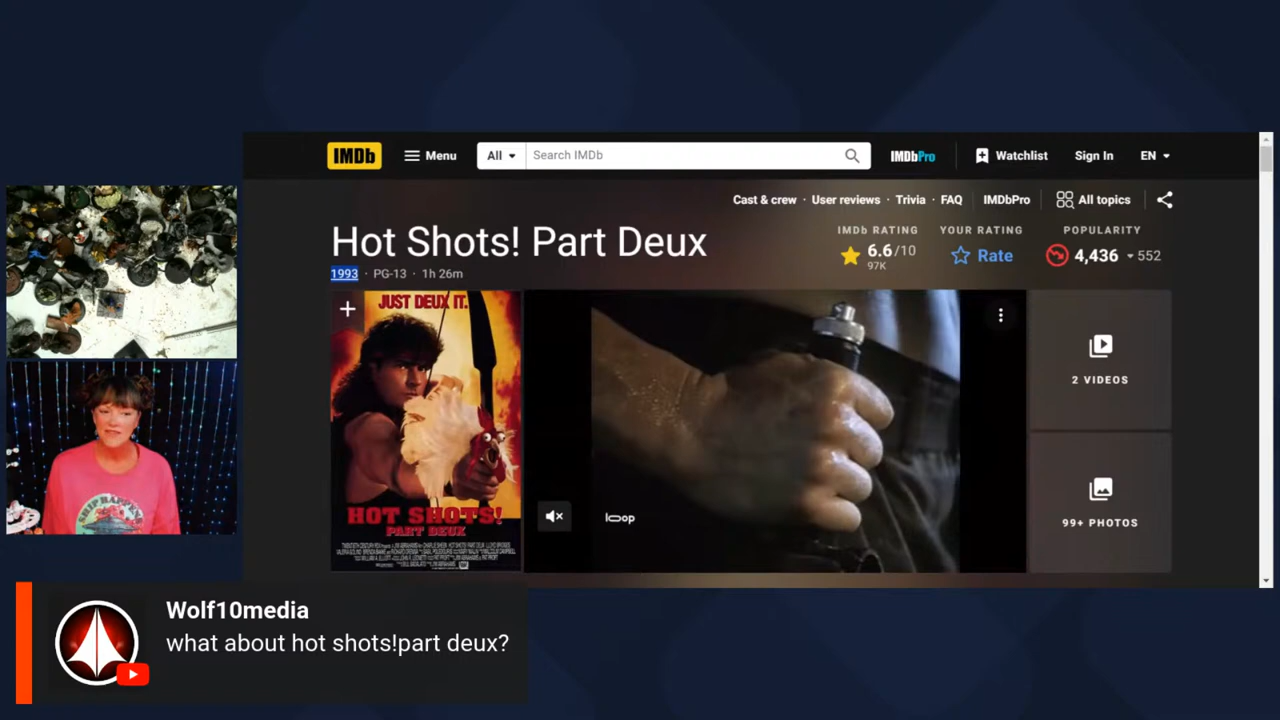 IMDb
Menu
All
Search IMDb
IMDbPro
Watchlist
Sign In
EN
Cast & crew · User reviews · Trivia · FAQ
IMDbPro
All topics
Hot Shots! Part Deux
1993 · PG-13 · 1h 26m
IMDb RATING
6.6/10
97K
YOUR RATING
Rate
POPULARITY
4,436
552
JUST DEUX IT.
HOT SHOTS!
PART DEUX
loop
2 VIDEOS
99+ PHOTOS
Wolf10media
what about hot shots!part deux?